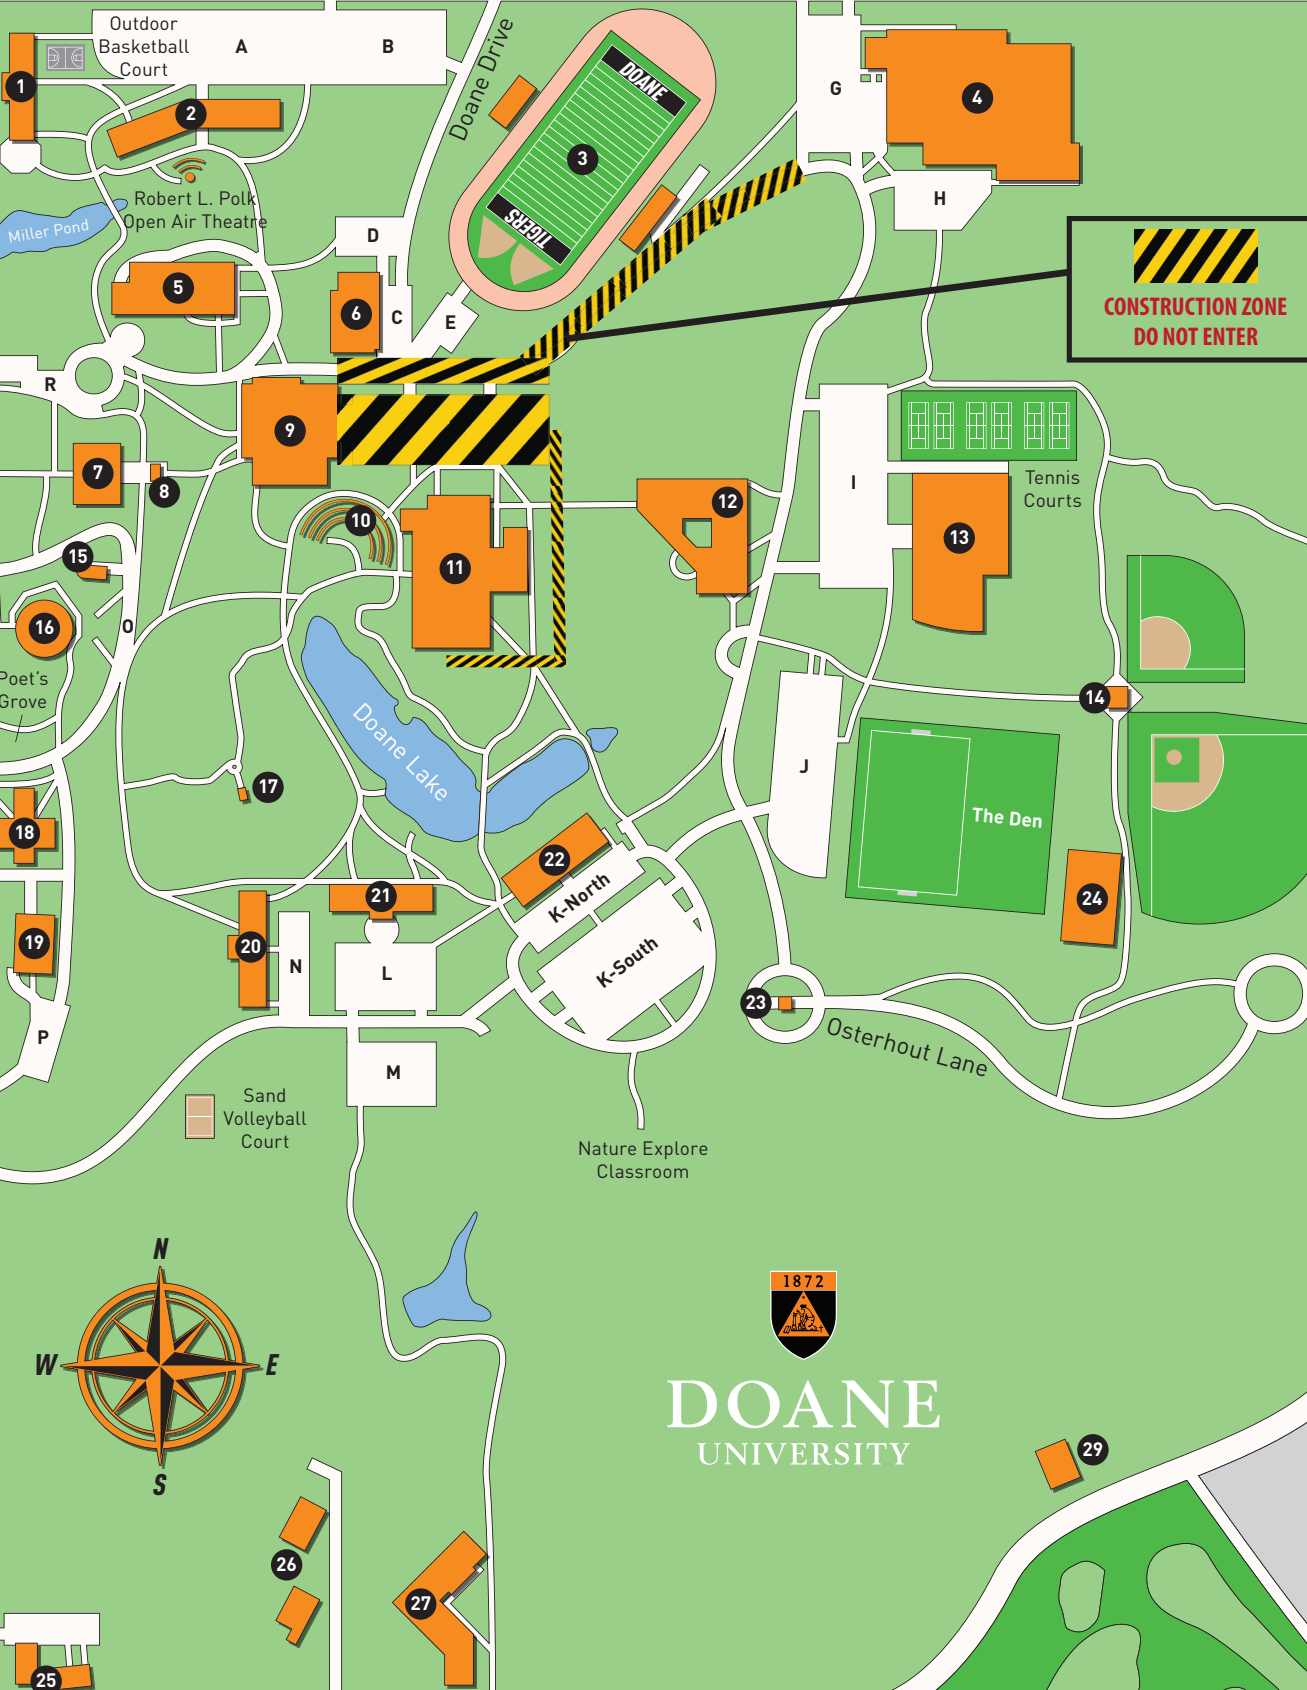 Outdoor
Basketball
Court
A
B
Doane Drive
1
2
3
DOANE
TIGERS
G
4
H
Robert L. Polk
Open Air Theatre
Miller Pond
D
5
6
C
E
CONSTRUCTION ZONE
DO NOT ENTER
R
9
7
8
10
11
12
I
Tennis
Courts
13
15
16
O
Poet's
Grove
14
Doane Lake
17
J
The Den
18
22
K-North
21
24
19
20
N
L
K-South
23
Osterhout Lane
P
M
Sand
Volleyball
Court
Nature Explore
Classroom
N
W
E
S
1872
DOANE
UNIVERSITY
29
26
27
25